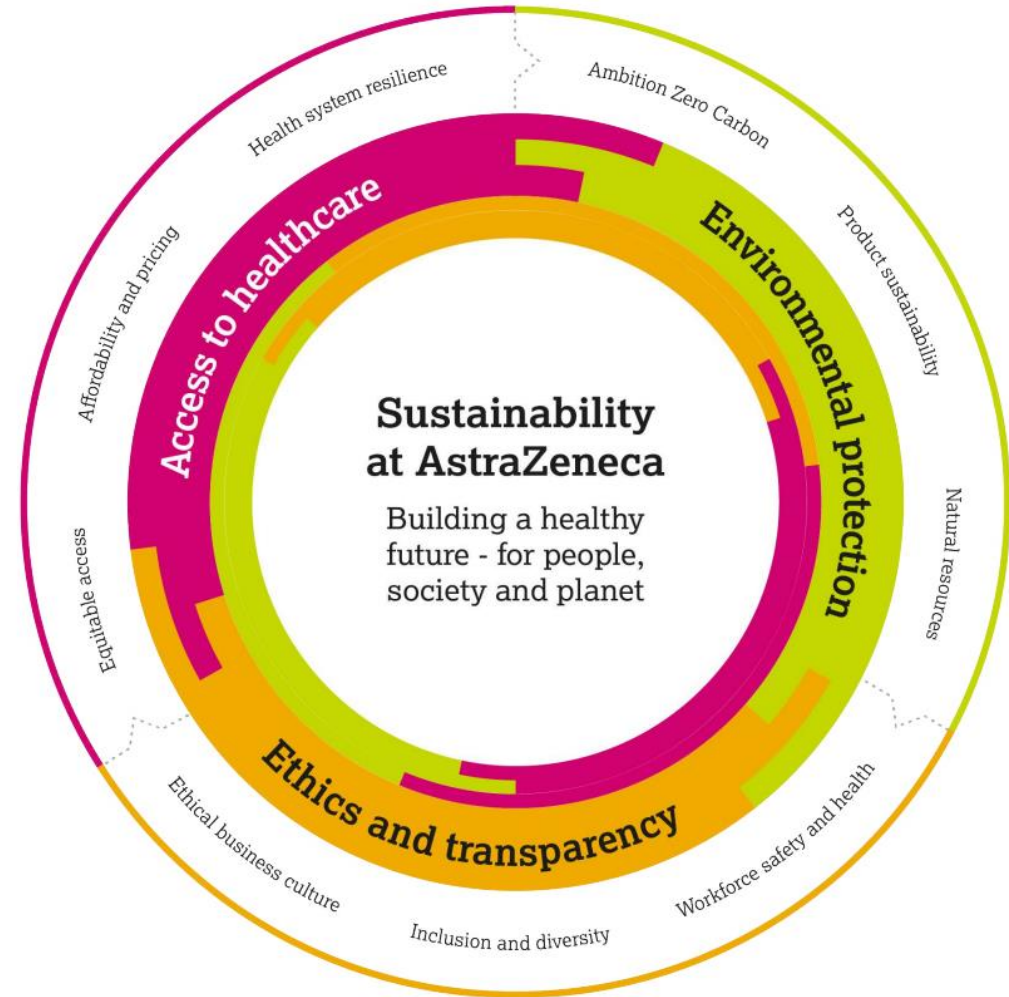 Sustainability
at AstraZeneca
Building a healthy
future - for people,
society and planet
Access to healthcare
Equitable access
Affordability and pricing
Health system resilience
Environmental protection
Ambition Zero Carbon
Product sustainability
Natural resources
Ethics and transparency
Ethical business culture
Inclusion and diversity
Workforce safety and health